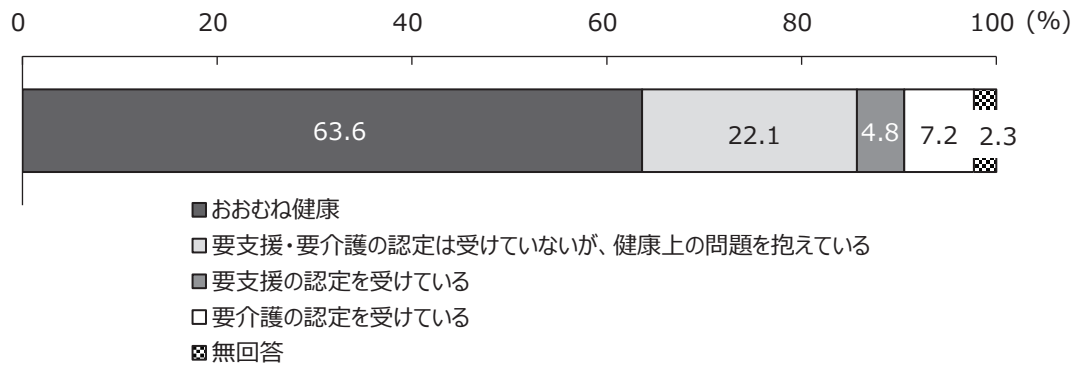 0 20 40 60 80 100 (%)
63.6 22.1 4.8 7.2 2.3
おおむね健康
要支援・要介護の認定は受けていないが、健康上の問題を抱えている
要支援の認定を受けている
要介護の認定を受けている
無回答